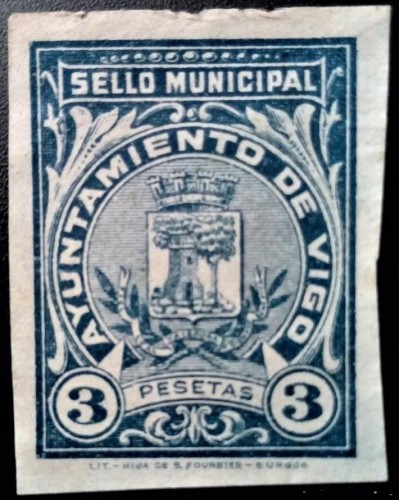 SELLO MUNICIPAL
AYUNTAMIENTO DE VIGO
3 PESETAS 3
LIT.- HIJA DE B. FOURNIER - BURGOS